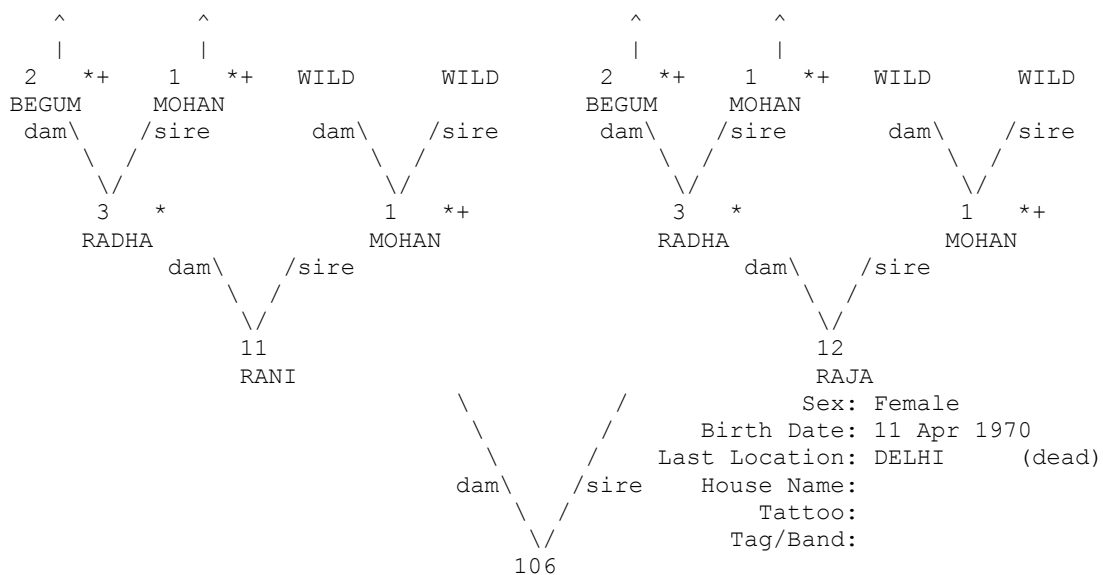 ^ ^ ^ ^
| | | |
2 *+ 1 *+ WILD WILD 2 *+ 1 *+ WILD WILD
BEGUM MOHAN BEGUM MOHAN
dam\ /sire dam\ /sire dam\ /sire dam\ /sire
\ / \ / \ / \ /
\/ \/ \/ \/
3 * 1 *+ 3 * 1 *+
RADHA MOHAN RADHA MOHAN
dam\ /sire dam\ /sire
\ / \ /
\/ \/
11 12
RANI RAJA
\ / Sex: Female
\ / Birth Date: 11 Apr 1970
\ / Last Location: DELHI (dead)
dam\ /sire House Name:
\ / Tattoo:
\/ Tag/Band:
106